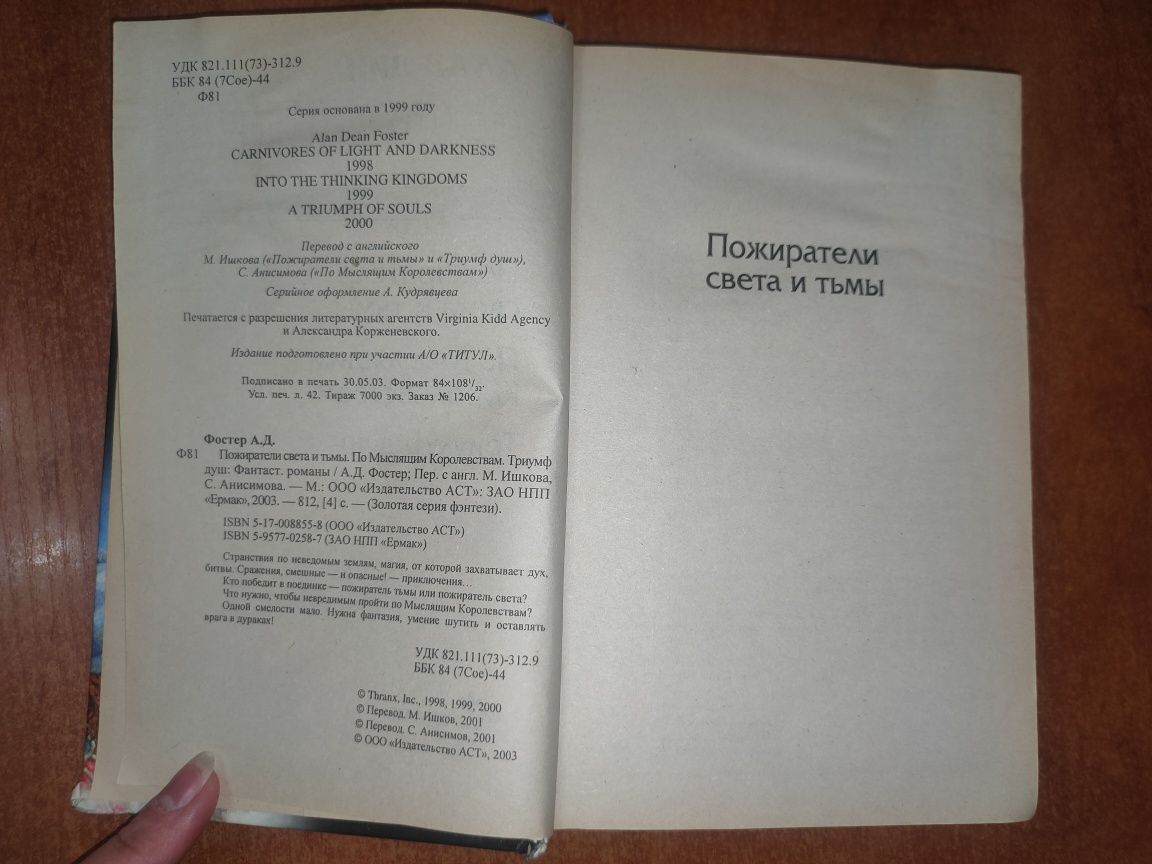 УДК 821.111(73)-312.9
ББК 84 (7Сое)-44
Ф81
Серия основана в 1999 году
Alan Dean Foster
CARNIVORES OF LIGHT AND DARKNESS
1998
INTO THE THINKING KINGDOMS
1999
A TRIUMPH OF SOULS
2000
Перевод с английского
М. Ишкова («Пожиратели света и тьмы» и «Триумф душ»),
С. Анисимова («По Мыслящим Королевствам»)
Серийное оформление А. Кудрявцева
Печатается с разрешения литературных агентств Virginia Kidd Agency
и Александра Корженевского.
Издание подготовлено при участии А/О «ТИТУЛ».
Подписано в печать 30.05.03. Формат 84×108¹/₃₂.
Усл. печ. л. 42. Тираж 7000 экз. Заказ № 1206.
Фостер А.Д.
Ф81 Пожиратели света и тьмы. По Мыслящим Королевствам. Триумф
душ: Фантаст. романы / А.Д. Фостер; Пер. с англ. М. Ишкова,
С. Анисимова. — М.: ООО «Издательство АСТ»: ЗАО НПП
«Ермак», 2003. — 812, [4] с. — (Золотая серия фэнтези).
ISBN 5-17-008855-8 (ООО «Издательство АСТ»)
ISBN 5-9577-0258-7 (ЗАО НПП «Ермак»)
Странствия по неведомым землям, магия, от которой захватывает дух,
битвы. Сражения, смешные — и опасные! — приключения...
Кто победит в поединке — пожиратель тьмы или пожиратель света?
Что нужно, чтобы невредимым пройти по Мыслящим Королевствам?
Одной смелости мало. Нужна фантазия, умение шутить и оставлять
врага в дураках!
УДК 821.111(73)-312.9
ББК 84 (7Сое)-44
© Thranx, Inc., 1998, 1999, 2000
© Перевод. М. Ишков, 2001
© Перевод. С. Анисимов, 2001
© ООО «Издательство АСТ», 2003
Пожиратели
света и тьмы